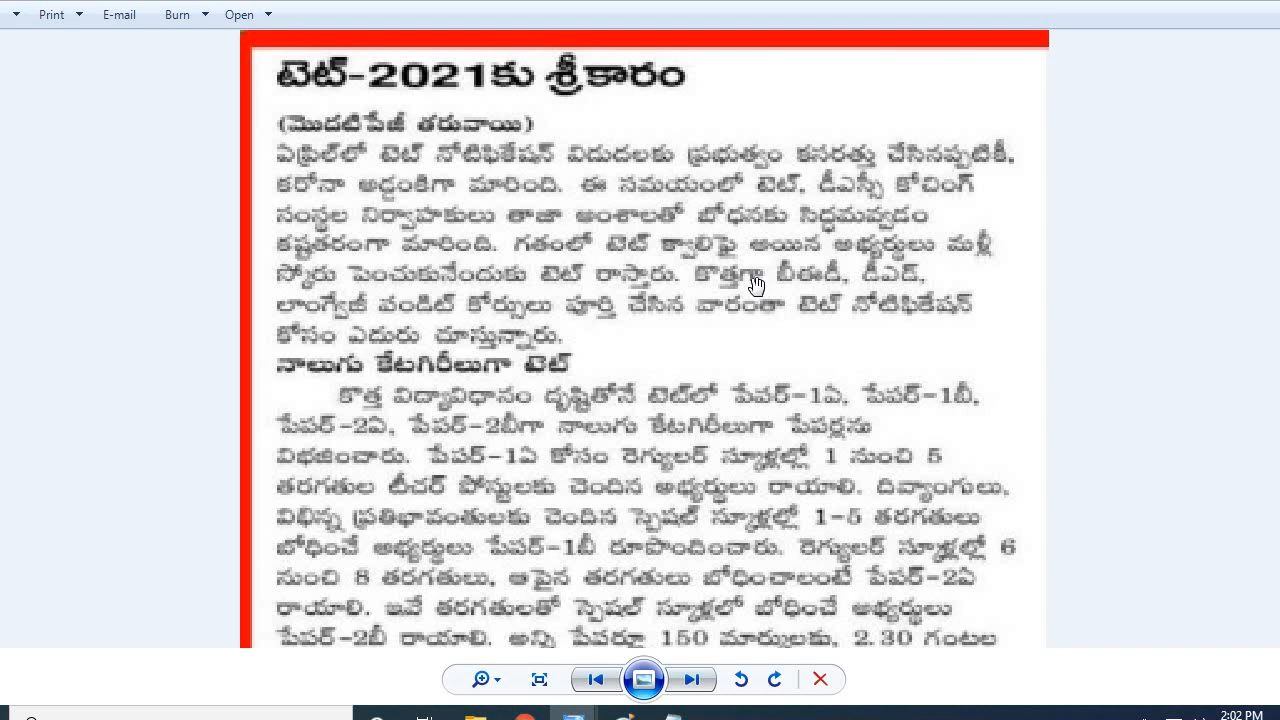 Print
E-mail
Burn
Open
టెట్-2021కు శ్రీకారం
(మొదటిపేజీ తరువాయి)
ఏప్రిల్‌లో టెట్ నోటిఫికేషన్ విడుదలకు ప్రభుత్వం కసరత్తు చేసినప్పటికీ,
కరోనా అడ్డంకిగా మారింది. ఈ సమయంలో టెట్, డీఎస్సీ కోచింగ్
సంస్థల నిర్వాహకులు తాజా అంశాలతో బోధనకు సిద్ధమవ్వడం
కష్టతరంగా మారింది. గతంలో టెట్ క్వాలిఫై అయిన అభ్యర్థులు మళ్లీ
స్కోరు పెంచుకునేందుకు టెట్ రాస్తారు. కొత్తగా బీఈడీ, డీఎడ్,
లాంగ్వేజీ పండిట్ కోర్సులు పూర్తి చేసిన వారంతా టెట్ నోటిఫికేషన్
కోసం ఎదురు చూస్తున్నారు.
నాలుగు కేటగిరీలుగా టెట్
కొత్త విద్యావిధానం దృష్టితోనే టెట్‌లో పేపర్-1ఏ, పేపర్-1బీ,
పేపర్-2ఏ, పేపర్-2బీగా నాలుగు కేటగిరీలుగా పేపర్లను
విభజించారు. పేపర్-1ఏ కోసం రెగ్యులర్ స్కూళ్లల్లో 1 నుంచి 5
తరగతుల టీచర్ పోస్టులకు చెందిన అభ్యర్థులు రాయాలి. దివ్యాంగులు,
విభిన్న ప్రతిభావంతులకు చెందిన స్పెషల్ స్కూళ్లల్లో 1-5 తరగతులు
బోధించే అభ్యర్థులు పేపర్-1బీ రూపొందించారు. రెగ్యులర్ స్కూళ్లల్లో 6
నుంచి 8 తరగతులు, ఆపైన తరగతులు బోధించాలంటే పేపర్-2ఏ
రాయాలి. ఇవే తరగతులతో స్పెషల్ స్కూళ్లలో బోధించే అభ్యర్థులు
పేపర్-2బీ రాయాలి. అన్ని పేపర్లూ 150 మార్కులకు, 2.30 గంటల
2:02 PM